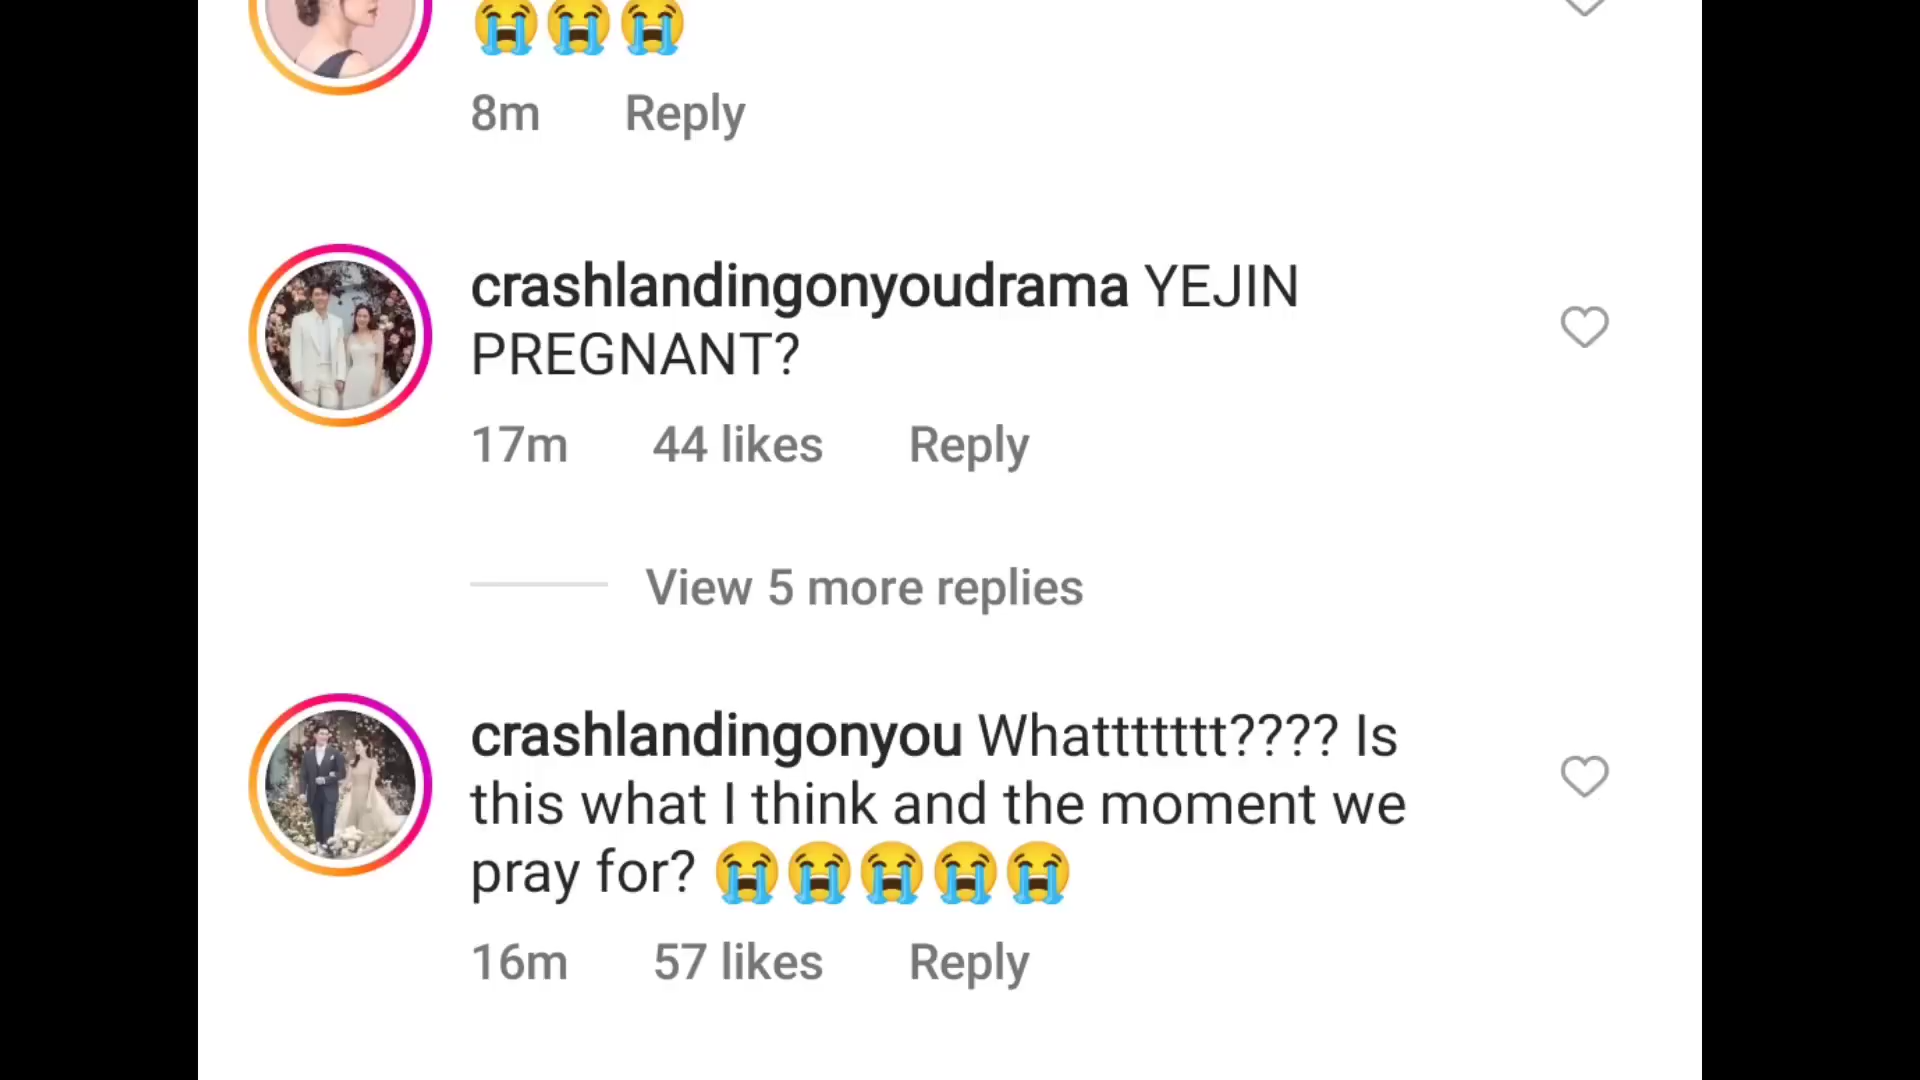 😭😭😭
8m Reply
crashlandingonyoudrama YEJIN
PREGNANT?
17m 44 likes Reply
View 5 more replies
crashlandingonyou Whattttttt???? Is
this what I think and the moment we
pray for? 😭😭😭😭😭
16m 57 likes Reply